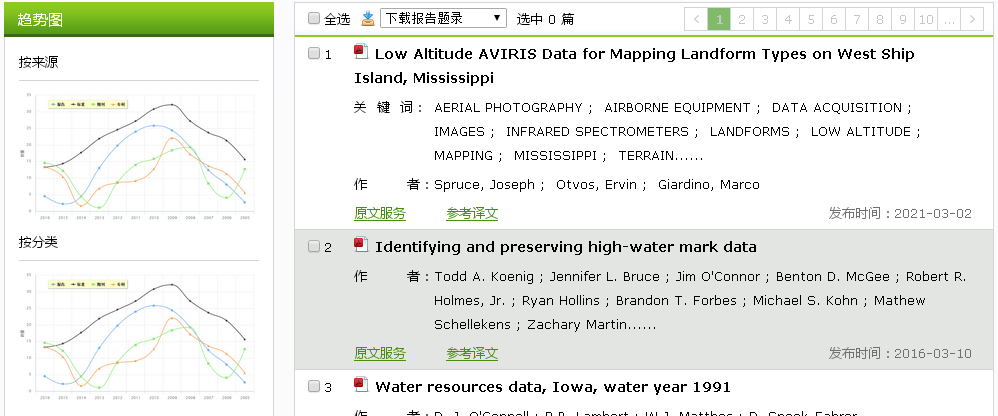 趋势图
按来源
按分类
全选 下载报告题录 选中 0 篇
< 1 2 3 4 5 6 7 8 9 10 ... >
1 Low Altitude AVIRIS Data for Mapping Landform Types on West Ship
Island, Mississippi
关 键 词： AERIAL PHOTOGRAPHY ; AIRBORNE EQUIPMENT ; DATA ACQUISITION ;
IMAGES ; INFRARED SPECTROMETERS ; LANDFORMS ; LOW ALTITUDE ;
MAPPING ; MISSISSIPPI ; TERRAIN......
作 者：Spruce, Joseph ; Otvos, Ervin ; Giardino, Marco
原文服务 参考译文 发布时间：2021-03-02
2 Identifying and preserving high-water mark data
作 者：Todd A. Koenig ; Jennifer L. Bruce ; Jim O'Connor ; Benton D. McGee ; Robert R.
Holmes, Jr. ; Ryan Hollins ; Brandon T. Forbes ; Michael S. Kohn ; Mathew
Schellekens ; Zachary Martin......
原文服务 参考译文 发布时间：2016-03-10
3 Water resources data, Iowa, water year 1991